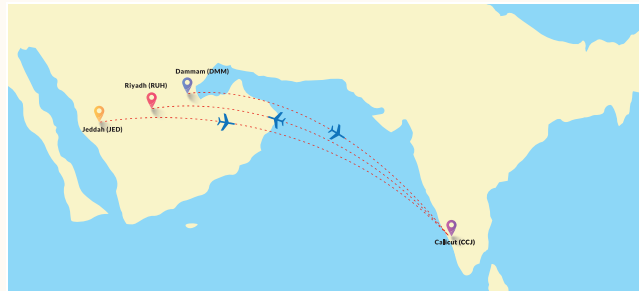 Dammam (DMM)
Riyadh (RUH)
Jeddah (JED)
Calicut (CCJ)